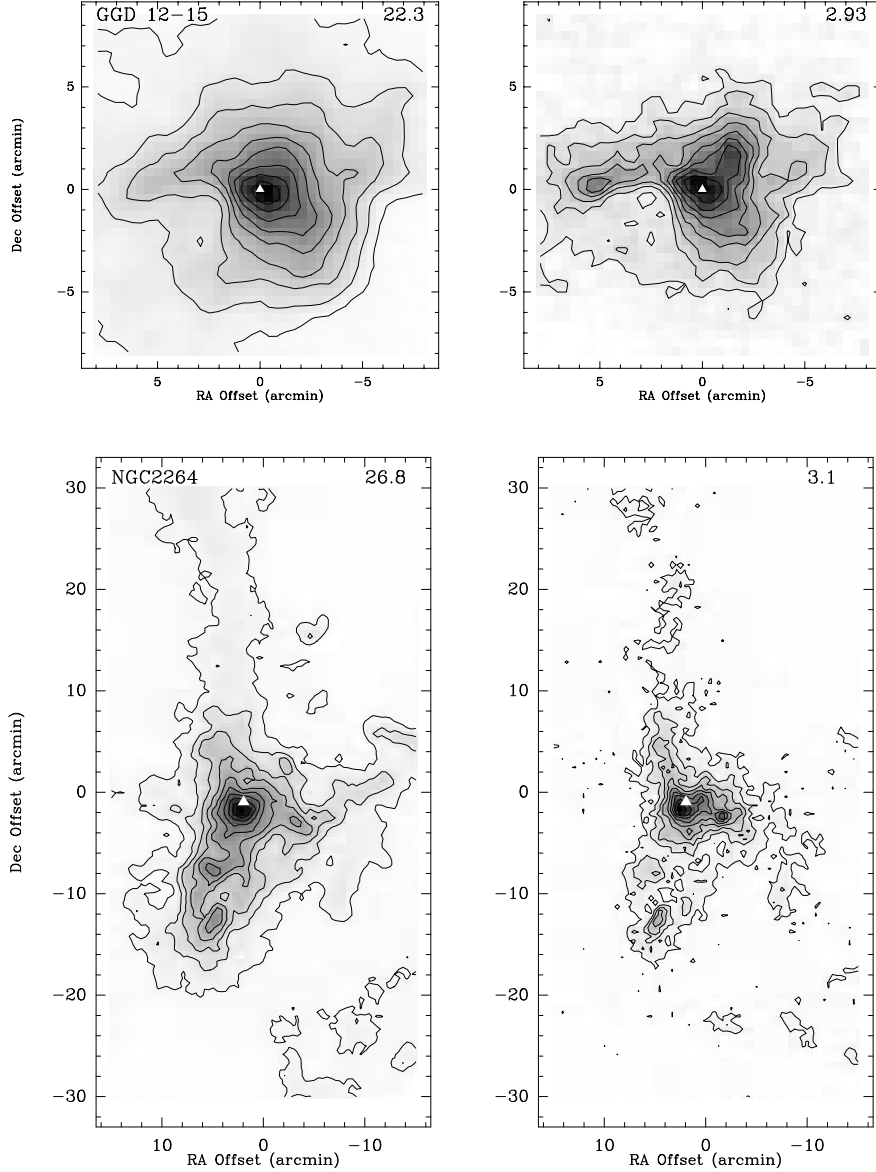 GGD 12−15 22.3
2.93
Dec Offset (arcmin)
5
0
−5
5 0 −5
RA Offset (arcmin)
5
0
−5
5 0 −5
RA Offset (arcmin)
NGC2264 26.8
3.1
Dec Offset (arcmin)
30
20
10
0
−10
−20
−30
10 0 −10
RA Offset (arcmin)
30
20
10
0
−10
−20
−30
10 0 −10
RA Offset (arcmin)